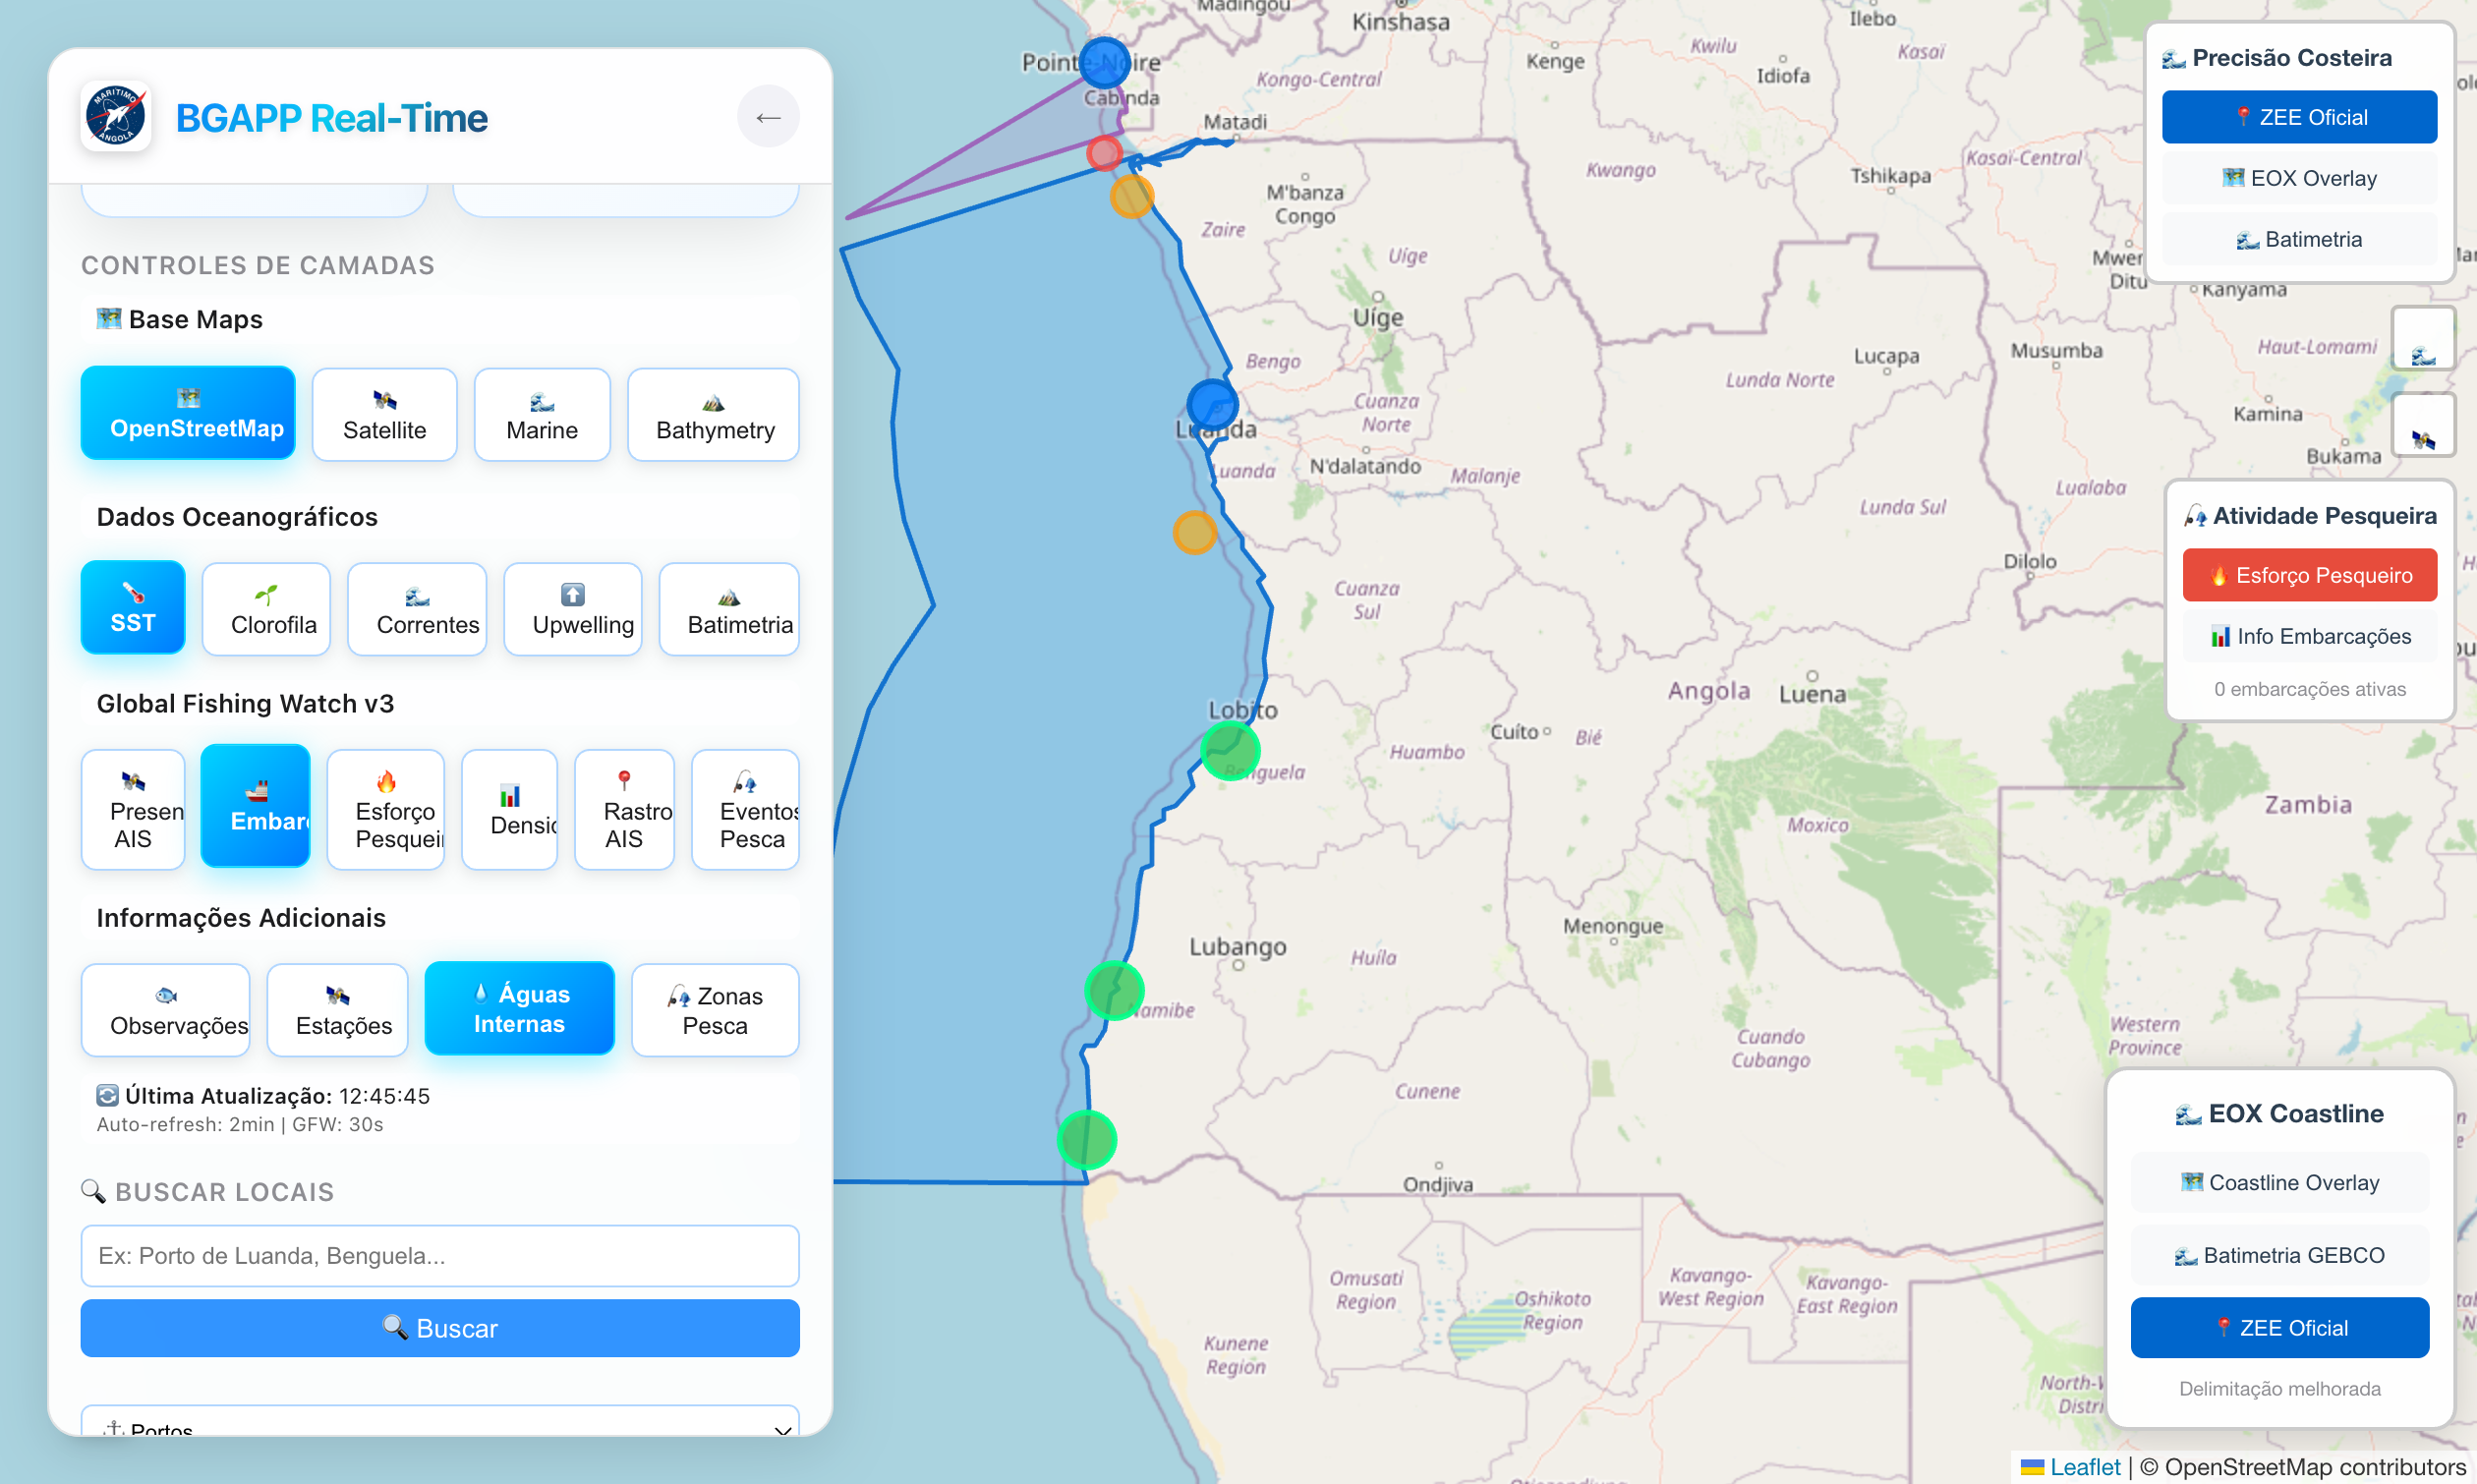 MARÍTIMO
ANGOLA
BGAPP Real-Time
←
CONTROLES DE CAMADAS
Base Maps
OpenStreetMap
Satellite
Marine
Bathymetry
Dados Oceanográficos
SST
Clorofila
Correntes
Upwelling
Batimetria
Global Fishing Watch v3
Presen
AIS
Embar
Esforço
Pesquei
Densid
Rastro
AIS
Eventos
Pesca
Informações Adicionais
Observações
Estações
Águas
Internas
Zonas
Pesca
Última Atualização: 12:45:45
Auto-refresh: 2min | GFW: 30s
BUSCAR LOCAIS
Ex: Porto de Luanda, Benguela...
Buscar
Portos
Madingou
Kinshasa
Ilebo
Pointe-Noire
Kenge
Kwilu
Idiofa
Kasaï
Kongo-Central
Cabinda
Matadi
Kwango
Tshikapa
Kasaï-Central
M'banza
Congo
Zaire
Uíge
Mwen
Ditu
Kanyama
Uíge
Bengo
Lucapa
Musumba
Haut-Lomami
Lunda Norte
Cuanza
Norte
Kamina
Luanda
Luanda
N'dalatando
Malanje
Bukama
Lunda Sul
Lualaba
Cuanza
Sul
Dilolo
Lobito
Angola
Luena
Cuíto
Bié
Huambo
Benguela
Moxico
Zambia
Menongue
Lubango
Huíla
Namibe
Cuando
Cubango
Western
Province
Cunene
Ondjiva
Omusati
Region
Oshikoto
Region
Kavango-
West Region
Kavango-
East Region
Kunene
Region
North-W
Distri
Precisão Costeira
ZEE Oficial
EOX Overlay
Batimetria
Atividade Pesqueira
Esforço Pesqueiro
Info Embarcações
0 embarcações ativas
EOX Coastline
Coastline Overlay
Batimetria GEBCO
ZEE Oficial
Delimitação melhorada
Leaflet | © OpenStreetMap contributors